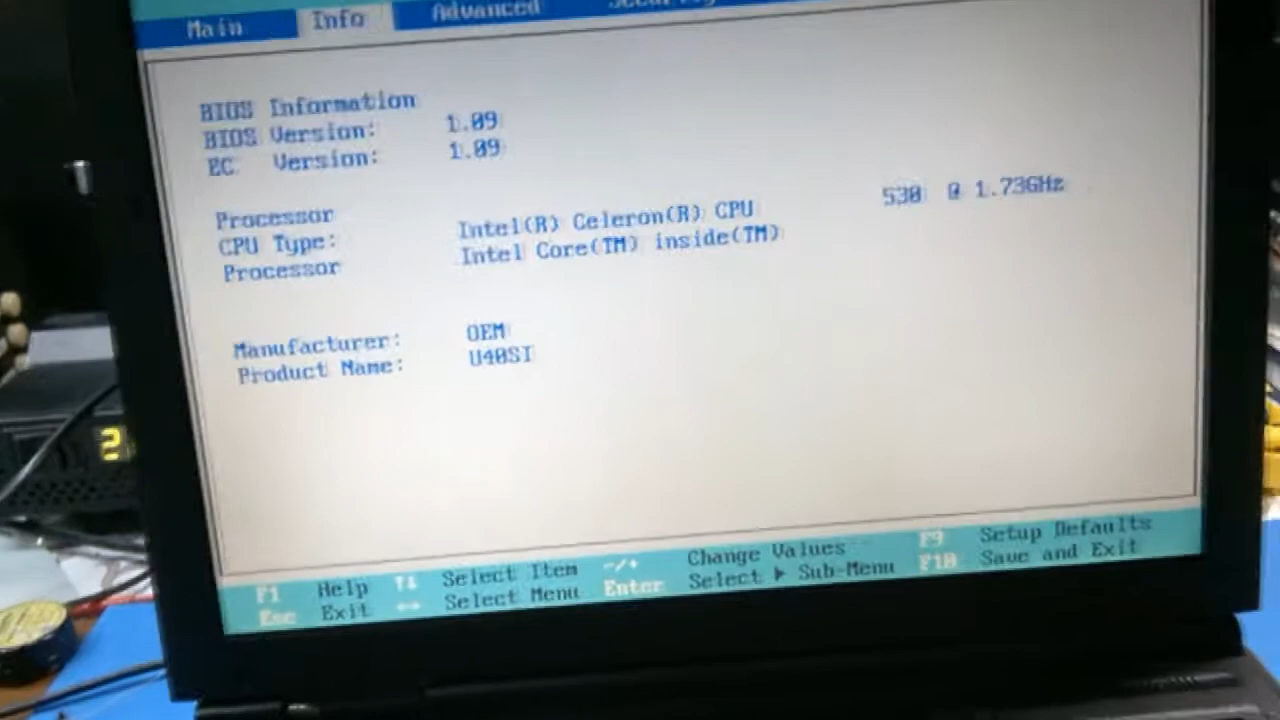 Main Info Advanced Security
BIOS Information
BIOS Version: 1.09
EC Version: 1.09
Processor
CPU Type: Intel(R) Celeron(R) CPU 530 @ 1.73GHz
Processor Intel Core(TM) inside(TM)
Manufacturer: OEM
Product Name: U40SI
F1 Help ↑↓ Select Item -/+ Change Values F9 Setup Defaults
Esc Exit ←→ Select Menu Enter Select ▶ Sub-Menu F10 Save and Exit
2